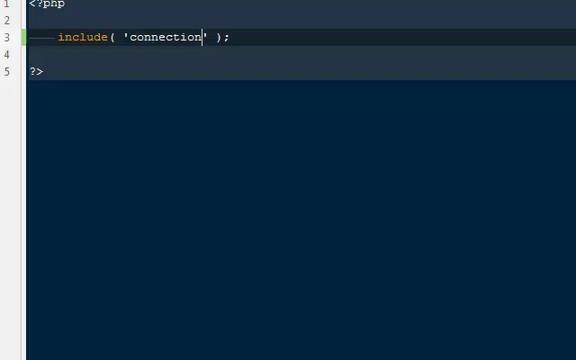 1 <?php
2
3 include( 'connection' );
4
5 ?>